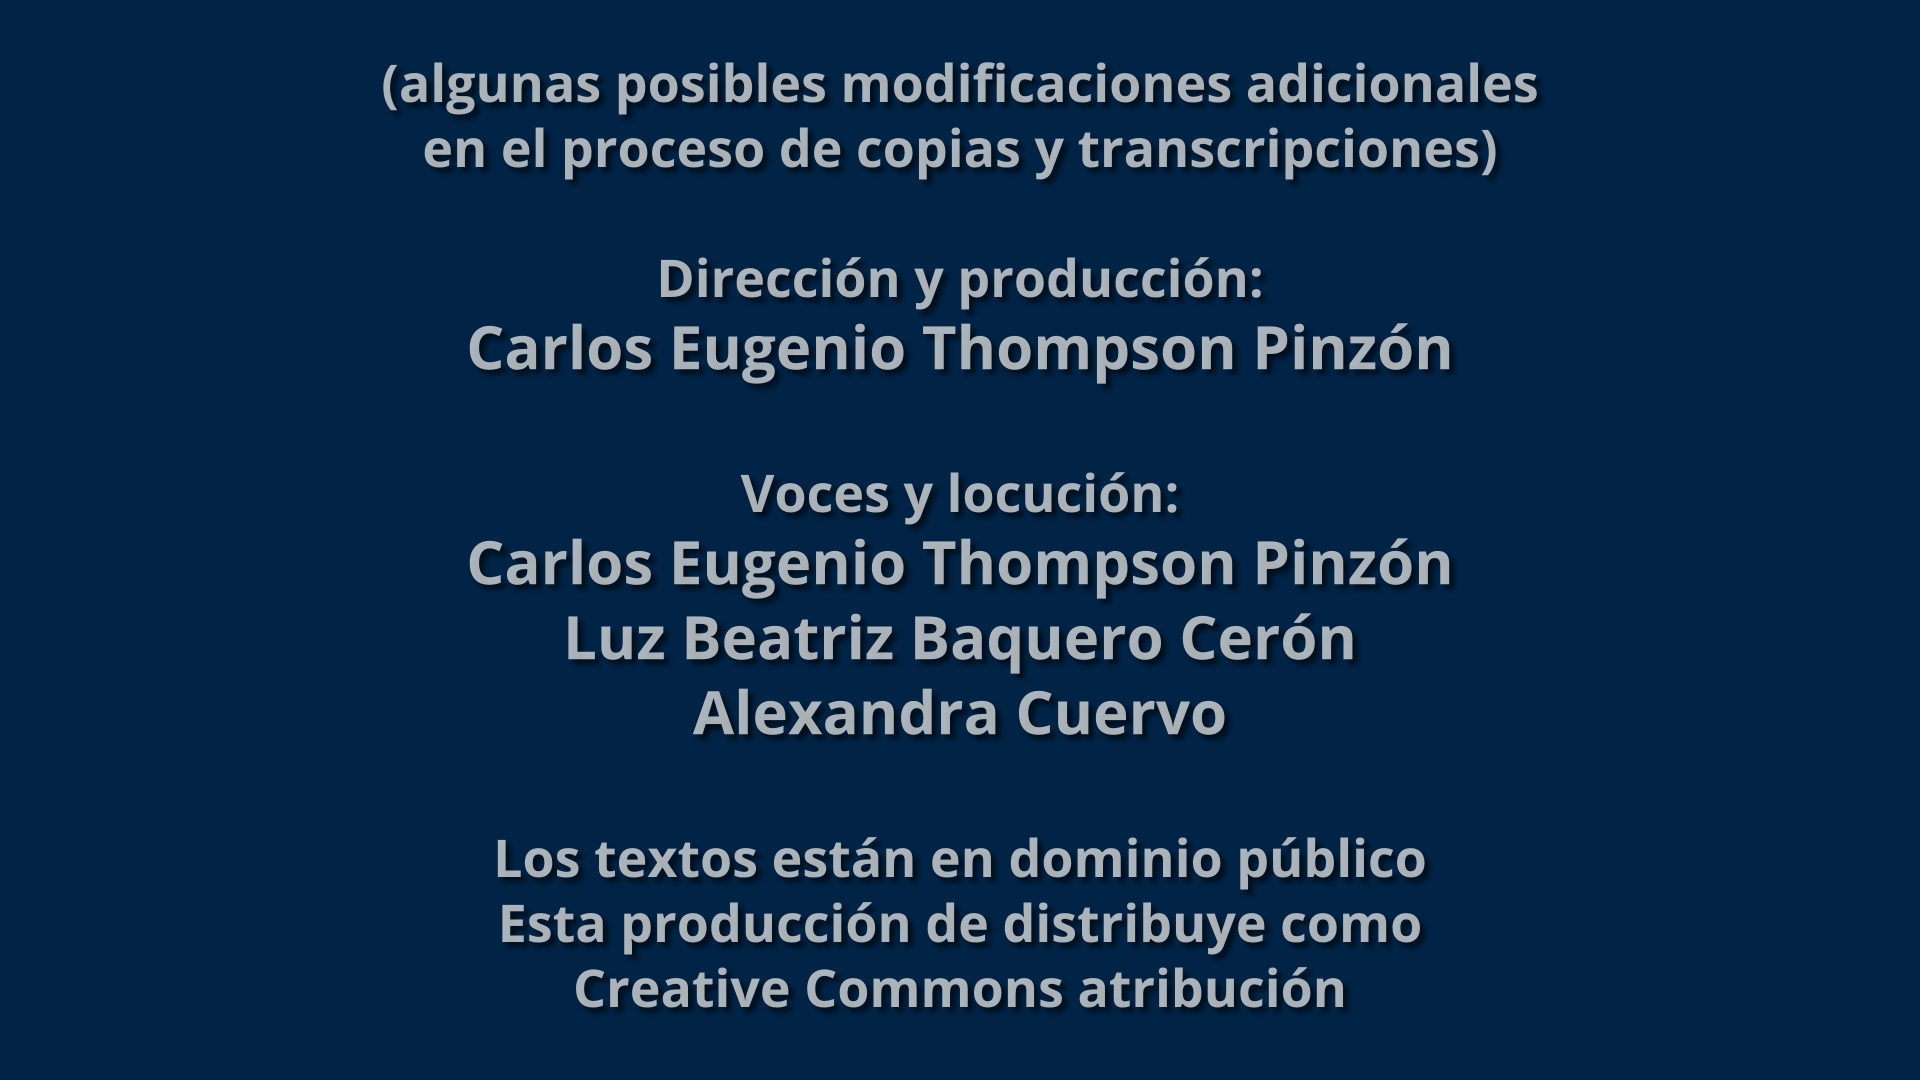 (algunas posibles modificaciones adicionales
en el proceso de copias y transcripciones)
Dirección y producción:
Carlos Eugenio Thompson Pinzón
Voces y locución:
Carlos Eugenio Thompson Pinzón
Luz Beatriz Baquero Cerón
Alexandra Cuervo
Los textos están en dominio público
Esta producción de distribuye como
Creative Commons atribución